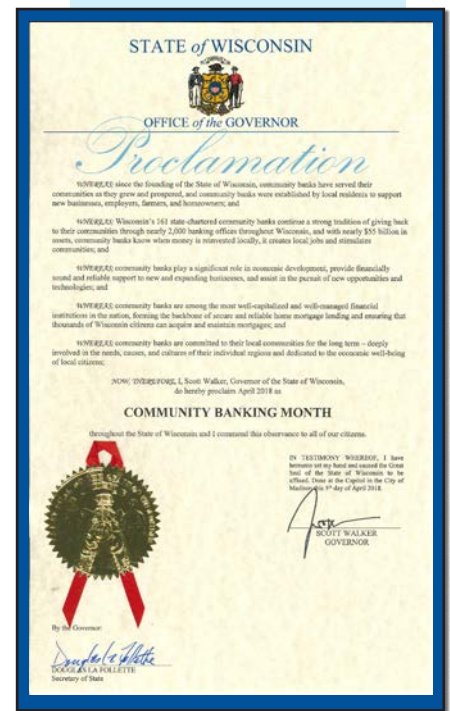 STATE of WISCONSIN
OFFICE of the GOVERNOR
Proclamation
WHEREAS since the founding of the State of Wisconsin, community banks have served their
communities as they grew and prospered, and community banks were established by local residents to support
new businesses, employers, farmers, and homeowners; and
WHEREAS Wisconsin's 161 state-chartered community banks continue a strong tradition of giving back
to their communities through nearly 2,000 banking offices throughout Wisconsin, and with nearly $55 billion in
assets, community banks know when money is reinvested locally, it creates local jobs and stimulates
communities; and
WHEREAS community banks play a significant role in economic development, provide financially
sound and reliable support to new and expanding businesses, and assist in the pursuit of new opportunities and
technologies; and
WHEREAS community banks are among the most well-capitalized and well-managed financial
institutions in the nation, forming the backbone of secure and reliable home mortgage lending and ensuring that
thousands of Wisconsin citizens can acquire and maintain mortgages; and
WHEREAS community banks are committed to their local communities for the long term – deeply
involved in the needs, causes, and cultures of their individual regions and dedicated to the economic well-being
of local citizens;
NOW, THEREFORE, I, Scott Walker, Governor of the State of Wisconsin,
do hereby proclaim April 2018 as
COMMUNITY BANKING MONTH
throughout the State of Wisconsin and I commend this observance to all of our citizens.
IN TESTIMONY WHEREOF, I have
hereunto set my hand and caused the Great
Seal of the State of Wisconsin to be
affixed. Done at the Capitol in the City of
Madison this 5th day of April 2018.
SCOTT WALKER
GOVERNOR
By the Governor:
Douglas La Follette
DOUGLAS LA FOLLETTE
Secretary of State